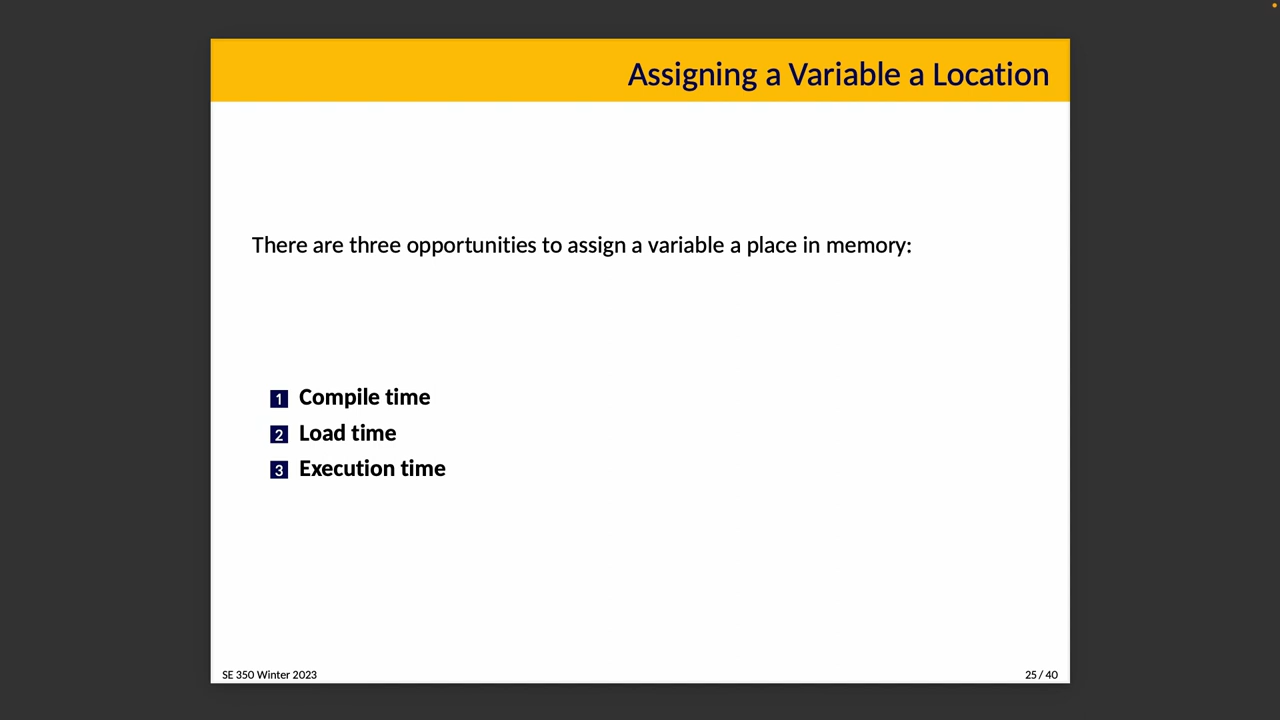 Assigning a Variable a Location
There are three opportunities to assign a variable a place in memory:
1 Compile time
2 Load time
3 Execution time
SE 350 Winter 2023
25 / 40